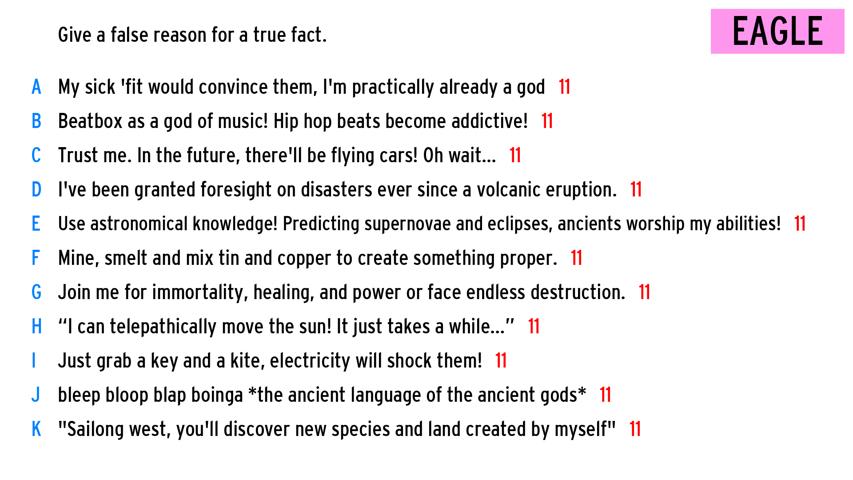 EAGLE
Give a false reason for a true fact.
A My sick 'fit would convince them, I'm practically already a god 11
B Beatbox as a god of music! Hip hop beats become addictive! 11
C Trust me. In the future, there'll be flying cars! Oh wait... 11
D I've been granted foresight on disasters ever since a volcanic eruption. 11
E Use astronomical knowledge! Predicting supernovae and eclipses, ancients worship my abilities! 11
F Mine, smelt and mix tin and copper to create something proper. 11
G Join me for immortality, healing, and power or face endless destruction. 11
H “I can telepathically move the sun! It just takes a while...” 11
I Just grab a key and a kite, electricity will shock them! 11
J bleep bloop blap boinga *the ancient language of the ancient gods* 11
K "Sailong west, you'll discover new species and land created by myself" 11